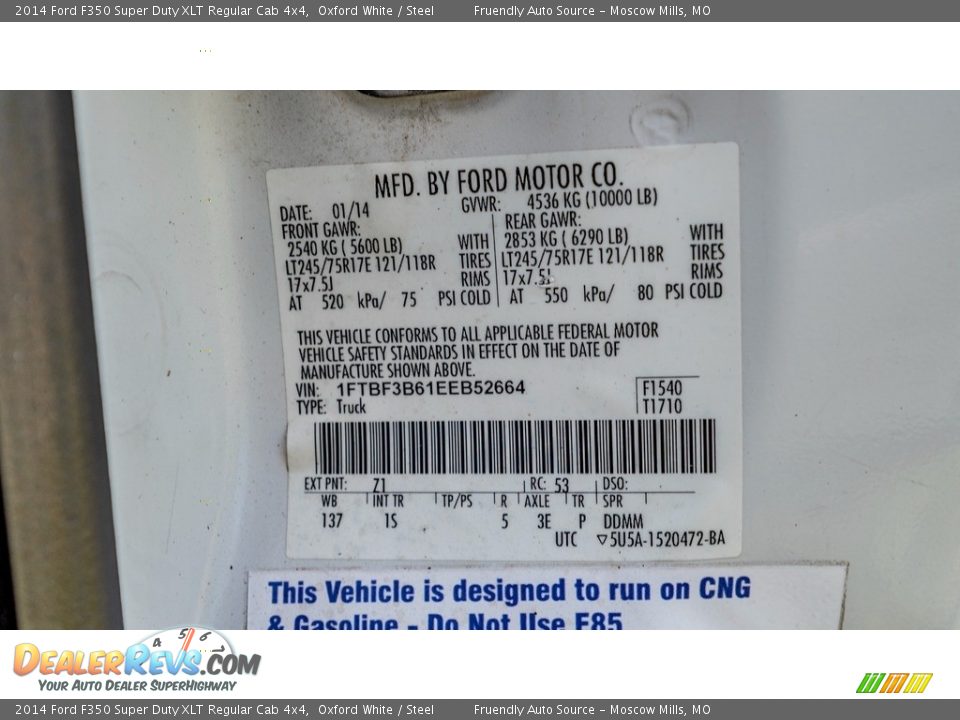 2014 Ford F350 Super Duty XLT Regular Cab 4x4, Oxford White / Steel Fruendly Auto Source - Moscow Mills, MO
MFD. BY FORD MOTOR CO.
DATE: 01/14 GVWR: 4536 KG (10000 LB)
FRONT GAWR: REAR GAWR:
2540 KG ( 5600 LB) WITH 2853 KG ( 6290 LB) WITH
LT245/75R17E 121/118R TIRES LT245/75R17E 121/118R TIRES
17x7.5J RIMS 17x7.5J RIMS
AT 520 kPa/ 75 PSI COLD AT 550 kPa/ 80 PSI COLD
THIS VEHICLE CONFORMS TO ALL APPLICABLE FEDERAL MOTOR
VEHICLE SAFETY STANDARDS IN EFFECT ON THE DATE OF
MANUFACTURE SHOWN ABOVE.
VIN: 1FTBF3B61EEB52664 F1540
TYPE: Truck T1710
EXT PNT: Z1 RC: 53 DSO:
WB INT TR TP/PS R AXLE TR SPR
137 1S 5 3E P DDMM
UTC ▽5U5A-1520472-BA
This Vehicle is designed to run on CNG
& Gasoline - Do Not Use E85
4 5 6 7
DealerRevs.com
Your Auto Dealer SuperHighway
2014 Ford F350 Super Duty XLT Regular Cab 4x4, Oxford White / Steel Fruendly Auto Source - Moscow Mills, MO